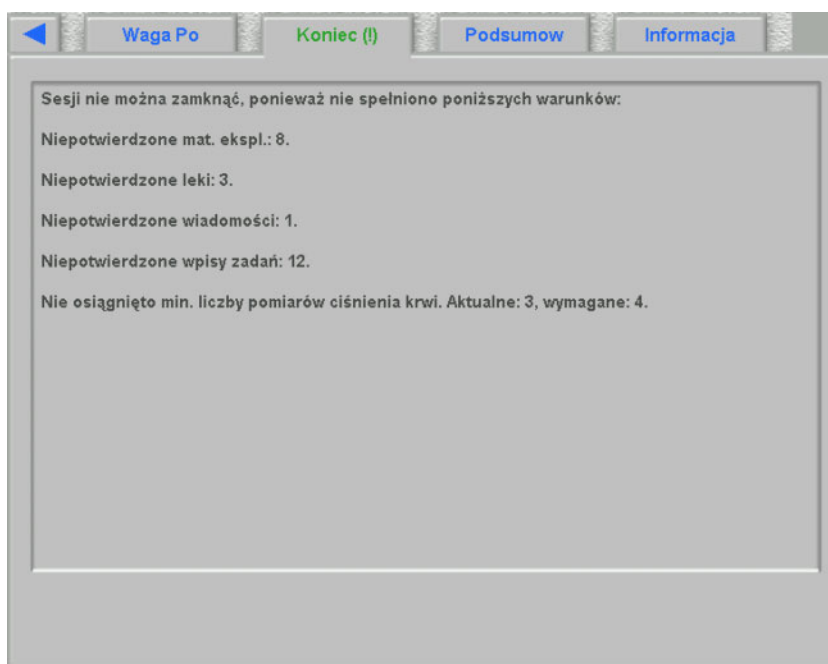 Waga Po Koniec (!) Podsumow Informacja
Sesji nie można zamknąć, ponieważ nie spełniono poniższych warunków:
Niepotwierdzone mat. ekspl.: 8.
Niepotwierdzone leki: 3.
Niepotwierdzone wiadomości: 1.
Niepotwierdzone wpisy zadań: 12.
Nie osiągnięto min. liczby pomiarów ciśnienia krwi. Aktualne: 3, wymagane: 4.